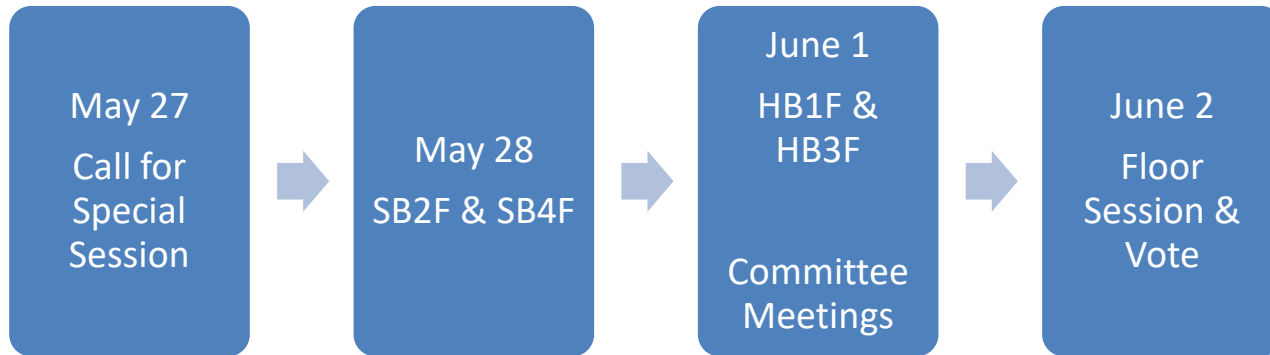 May 27
Call for
Special
Session
May 28
SB2F & SB4F
June 1
HB1F &
HB3F
Committee
Meetings
June 2
Floor
Session &
Vote